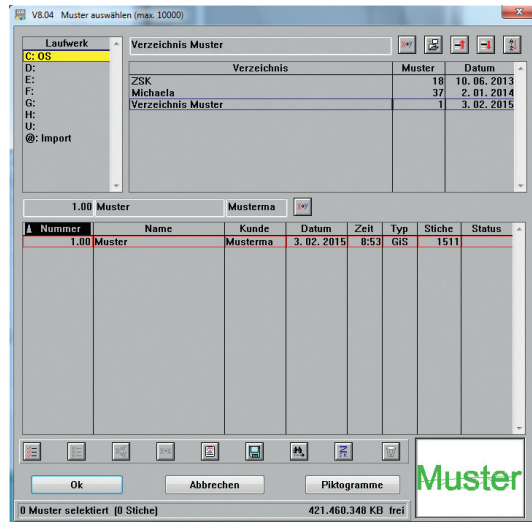 V8.04 Muster auswählen (max. 10000)
Laufwerk
C: OS
D:
E:
F:
G:
H:
U:
@: Import
Verzeichnis Muster
Verzeichnis Muster Datum
ZSK 18 10. 06. 2013
Michaela 37 2. 01. 2014
Verzeichnis Muster 1 3. 02. 2015
1.00 Muster Musterma
Nummer Name Kunde Datum Zeit Typ Stiche Status
1.00 Muster Musterma 3. 02. 2015 8:53 GiS 1511
Ok Abbrechen Piktogramme
Muster
0 Muster selektiert (0 Stiche) 421.460.348 KB frei